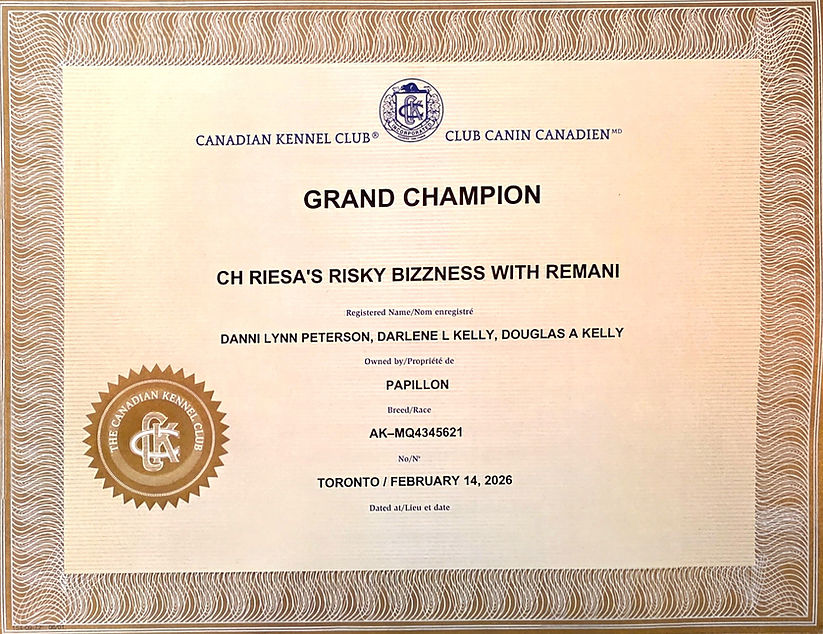 CANADIAN KENNEL CLUB® CLUB CANIN CANADIEN MD
INCORPORATED
GRAND CHAMPION
CH RIESA'S RISKY BIZZNESS WITH REMANI
Registered Name/Nom enregistré
DANNI LYNN PETERSON, DARLENE L KELLY, DOUGLAS A KELLY
Owned by/Propriété de
PAPILLON
Breed/Race
AK–MQ4345621
No/Nº
TORONTO / FEBRUARY 14, 2026
Dated at/Lieu et date
THE CANADIAN KENNEL CLUB
CKC